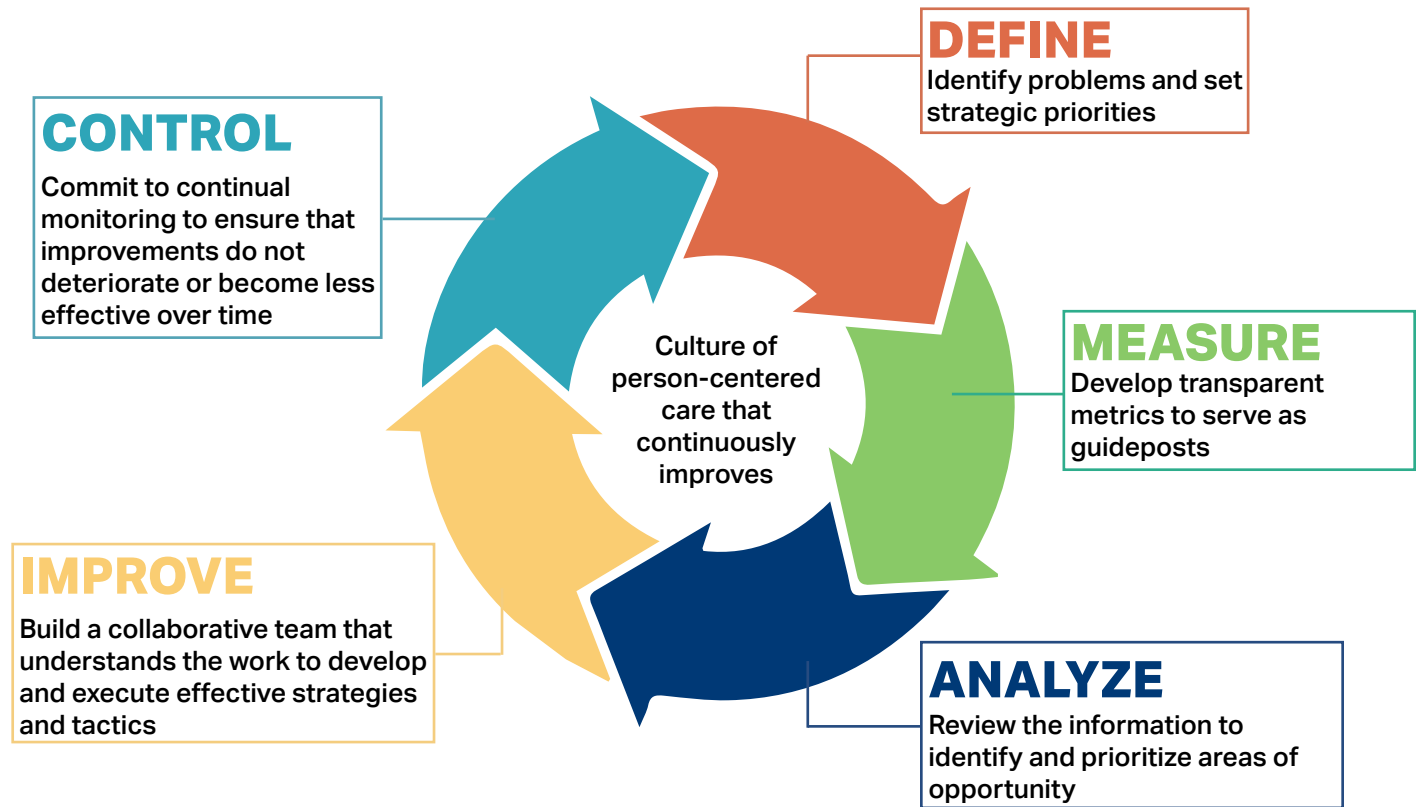 DEFINE
Identify problems and set
strategic priorities
MEASURE
Develop transparent
metrics to serve as
guideposts
ANALYZE
Review the information to
identify and prioritize areas of
opportunity
IMPROVE
Build a collaborative team that
understands the work to develop
and execute effective strategies
and tactics
CONTROL
Commit to continual
monitoring to ensure that
improvements do not
deteriorate or become less
effective over time
Culture of
person-centered
care that
continuously
improves